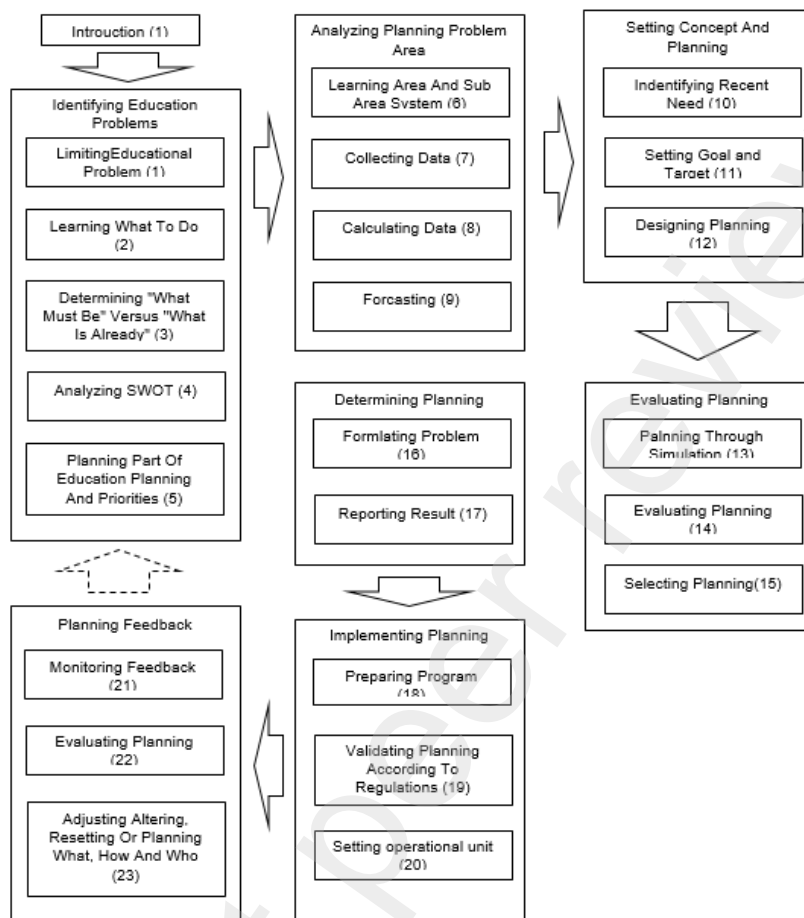 Introuction (1)
Identifying Education
Problems
LimitingEducational
Problem (1)
Learning What To Do
(2)
Determining "What
Must Be" Versus "What
Is Already" (3)
Analyzing SWOT (4)
Planning Part Of
Education Planning
And Priorities (5)
Analyzing Planning Problem
Area
Learning Area And Sub
Area System (6)
Collecting Data (7)
Calculating Data (8)
Forcasting (9)
Setting Concept And
Planning
Indentifying Recent
Need (10)
Setting Goal and
Target (11)
Designing Planning
(12)
Evaluating Planning
Palnning Through
Simulation (13)
Evaluating Planning
(14)
Selecting Planning(15)
Determining Planning
Formlating Problem
(16)
Reporting Result (17)
Implementing Planning
Preparing Program
(18)
Validating Planning
According To
Regulations (19)
Setting operational unit
(20)
Planning Feedback
Monitoring Feedback
(21)
Evaluating Planning
(22)
Adjusting Altering,
Resetting Or Planning
What, How And Who
(23)
peer review